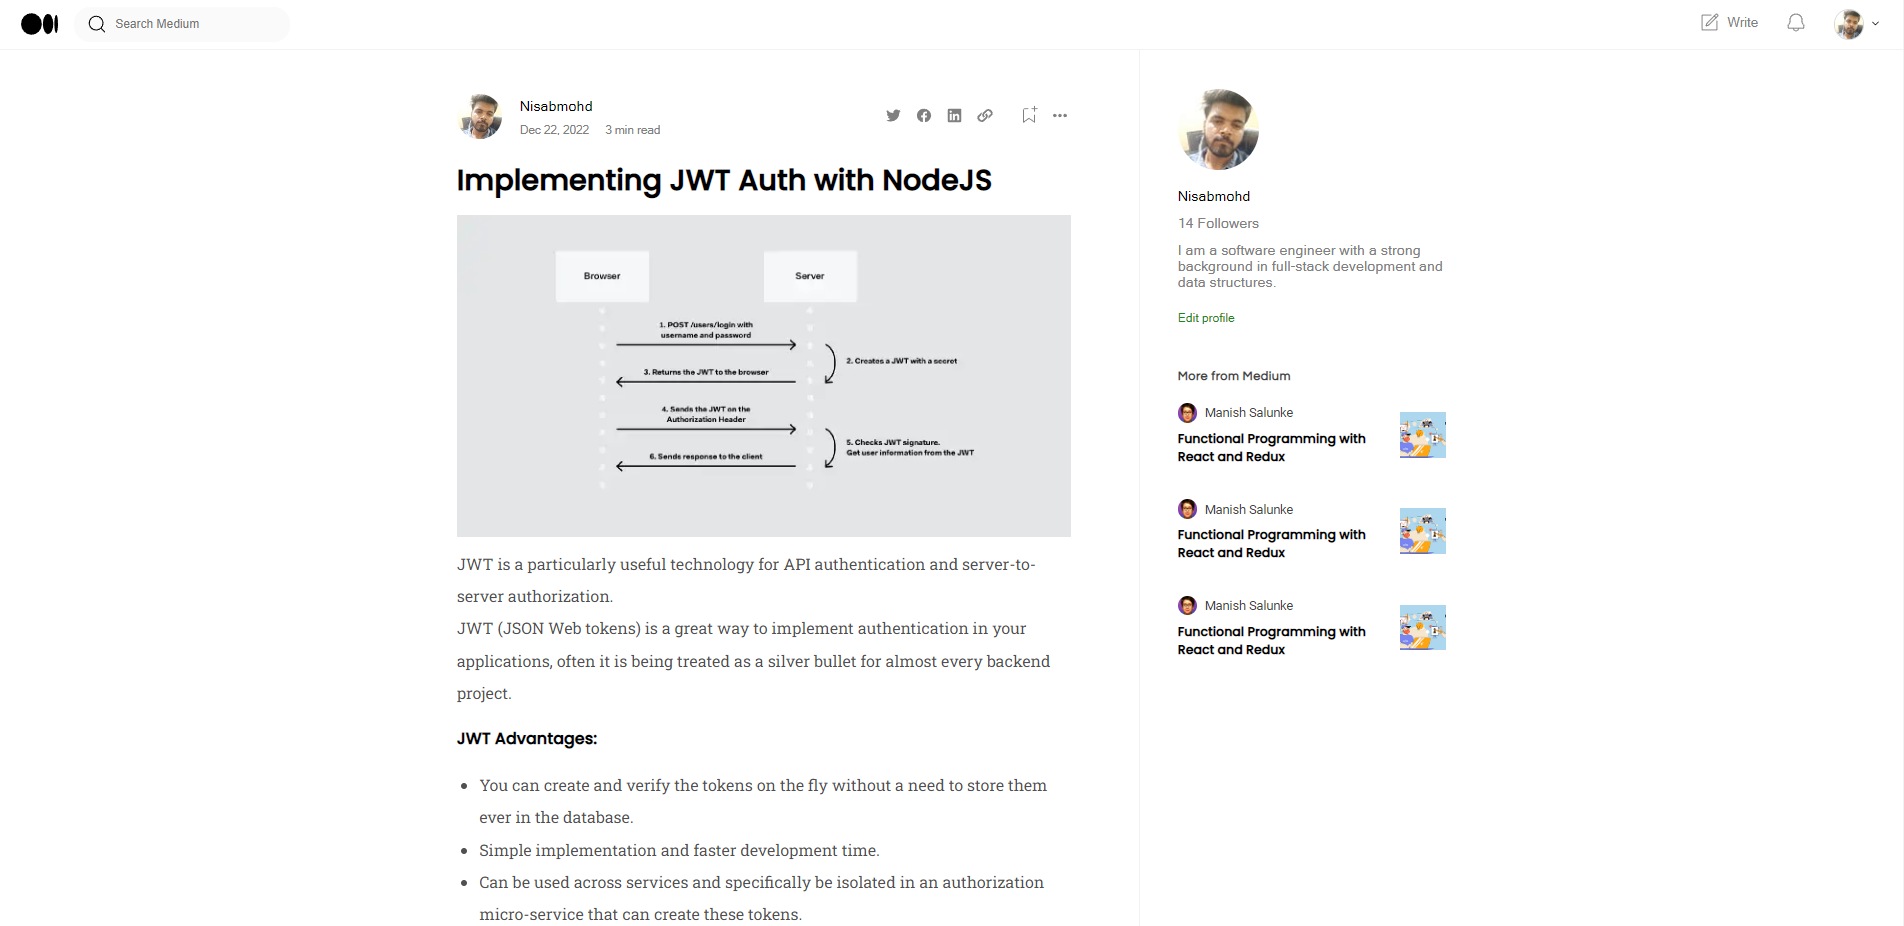 Search Medium
Write
Nisabmohd
Dec 22, 2022 3 min read
Implementing JWT Auth with NodeJS
Browser
Server
1. POST /users/login with
username and password
2. Creates a JWT with a secret
3. Returns the JWT to the browser
4. Sends the JWT on the
Authorization Header
5. Checks JWT signature.
Get user information from the JWT
6. Sends response to the client
JWT is a particularly useful technology for API authentication and server-to-
server authorization.
JWT (JSON Web tokens) is a great way to implement authentication in your
applications, often it is being treated as a silver bullet for almost every backend
project.
JWT Advantages:
• You can create and verify the tokens on the fly without a need to store them
ever in the database.
• Simple implementation and faster development time.
• Can be used across services and specifically be isolated in an authorization
micro-service that can create these tokens.
Nisabmohd
14 Followers
I am a software engineer with a strong
background in full-stack development and
data structures.
Edit profile
More from Medium
Manish Salunke
Functional Programming with
React and Redux
Manish Salunke
Functional Programming with
React and Redux
Manish Salunke
Functional Programming with
React and Redux